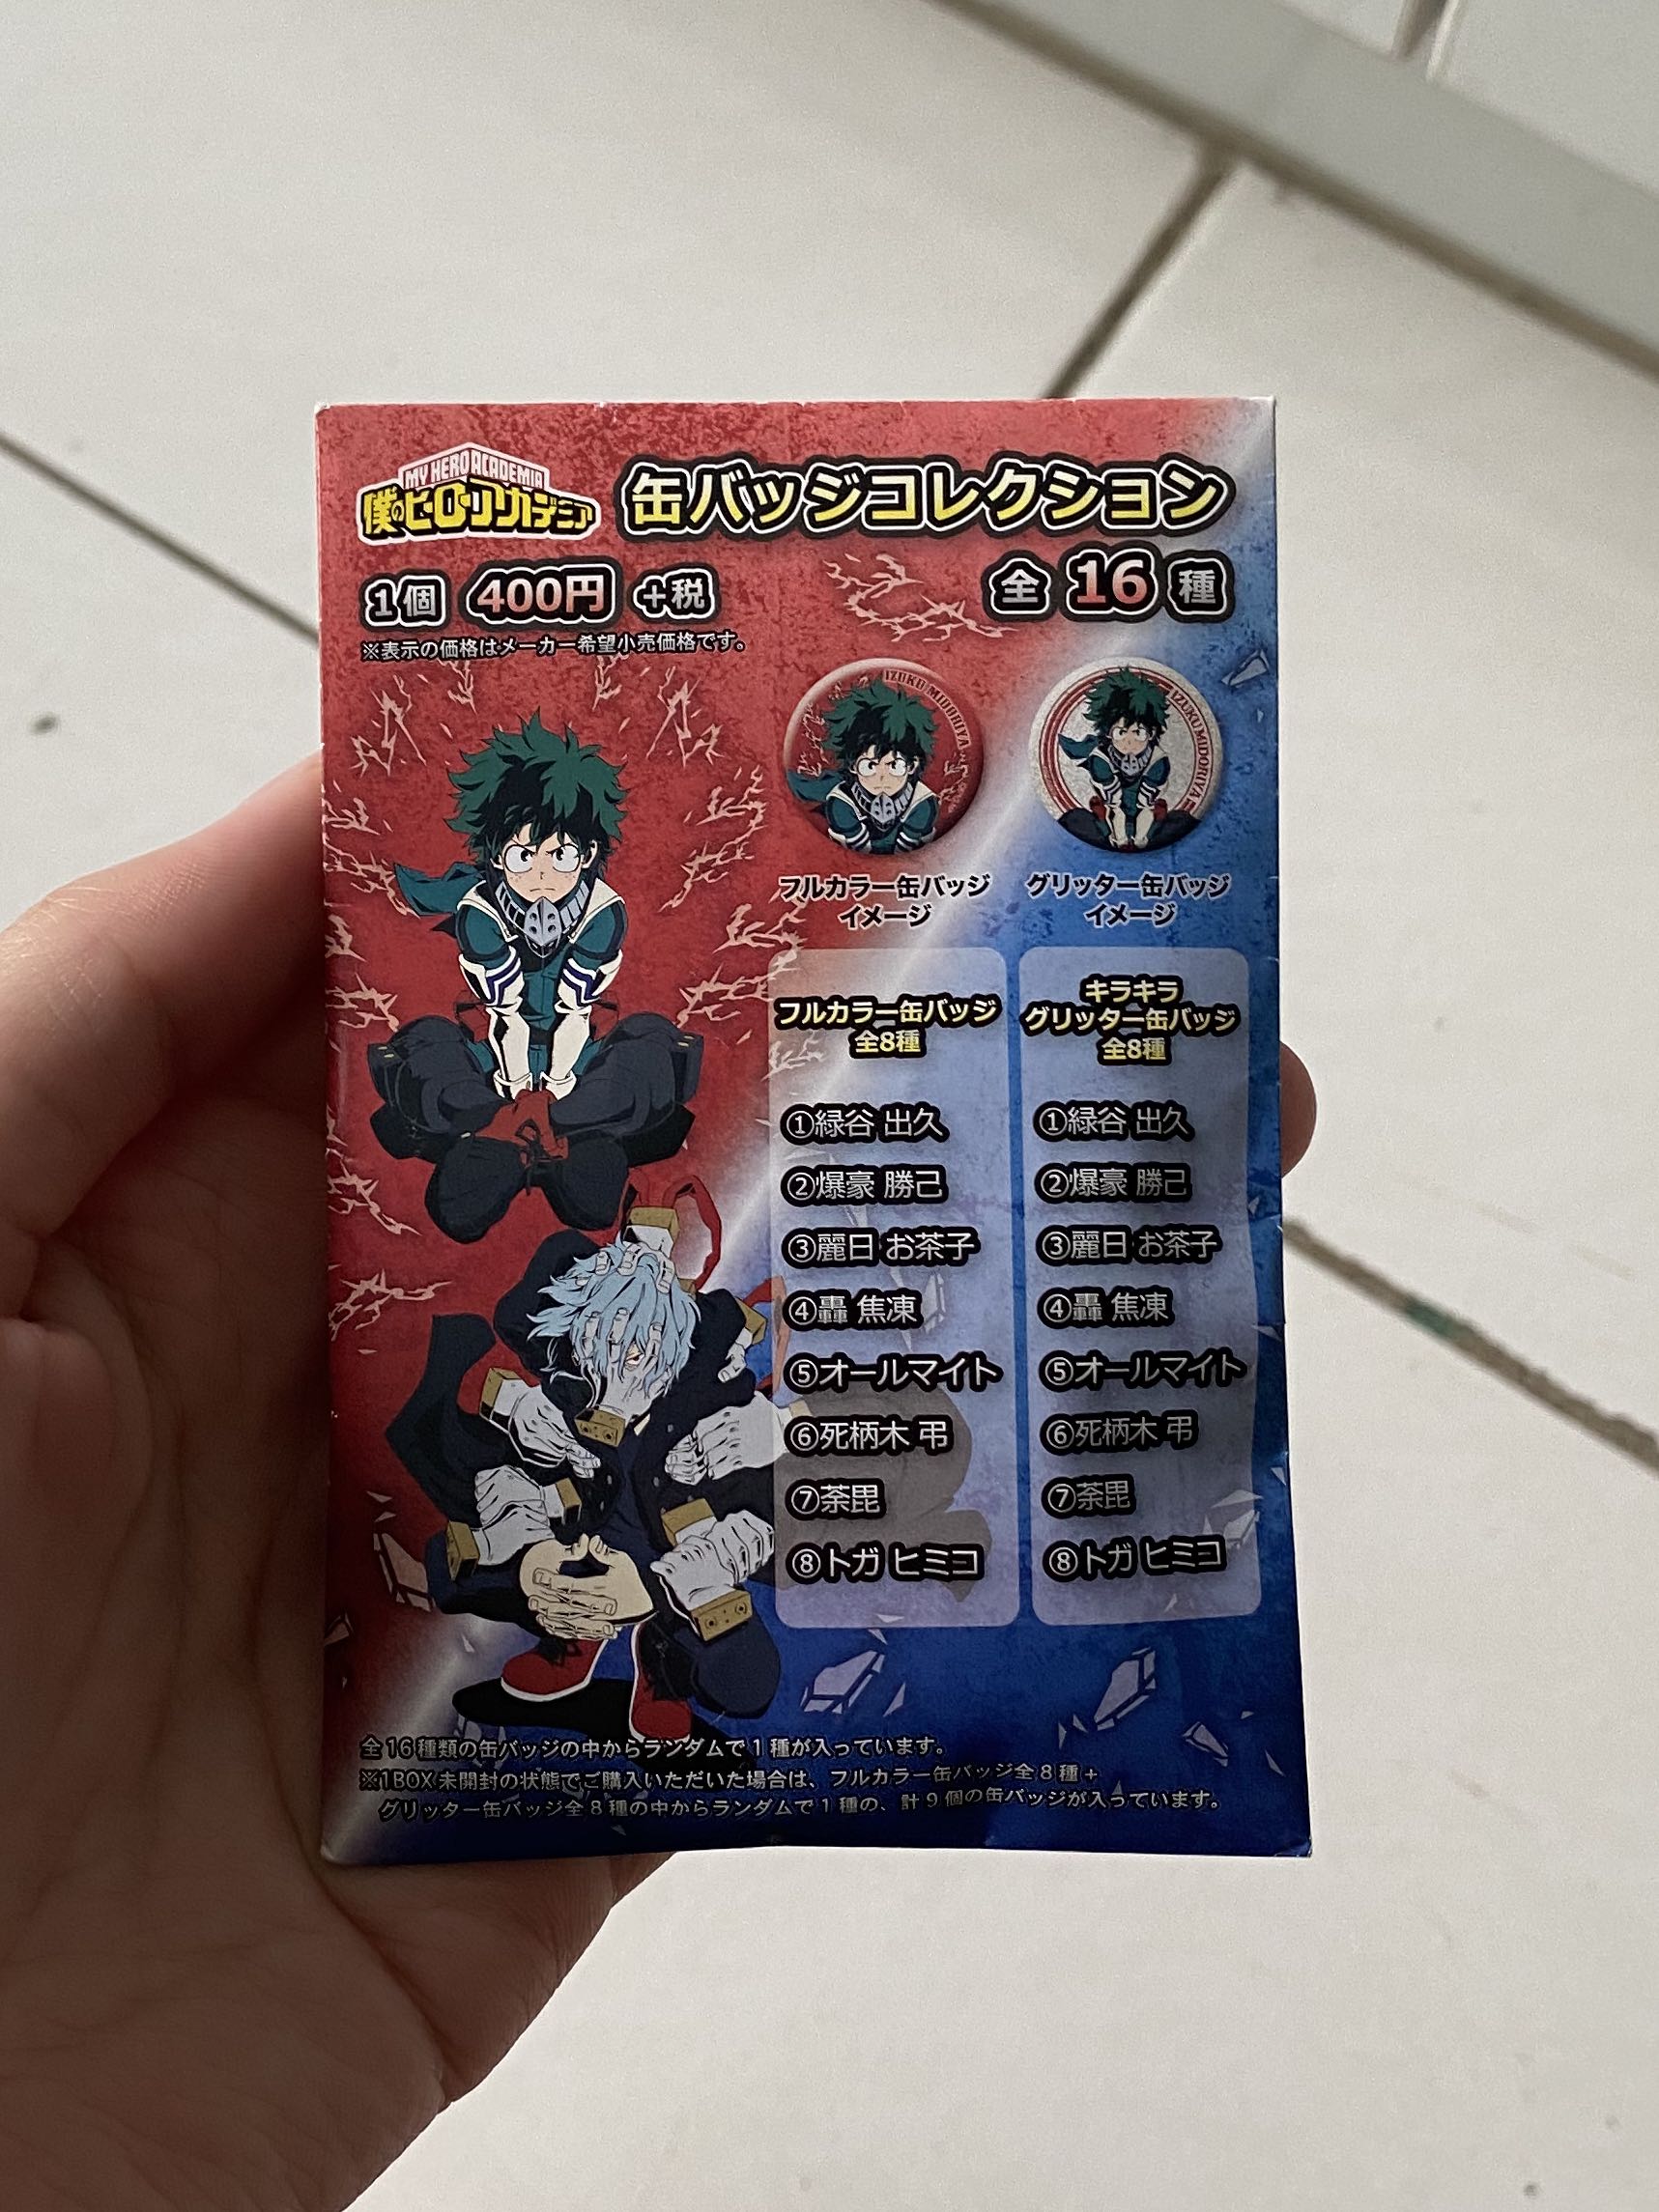 MY HERO ACADEMIA
僕のヒーローアカデミア
缶バッジコレクション
1個 400円 +税
全16種
※表示の価格はメーカー希望小売価格です。
IZUKU MIDORIYA
IZUKU MIDORIYA
フルカラー缶バッジ
イメージ
グリッター缶バッジ
イメージ
フルカラー缶バッジ
全8種
①緑谷 出久
②爆豪 勝己
③麗日 お茶子
④轟 焦凍
⑤オールマイト
⑥死柄木 弔
⑦荼毘
⑧トガ ヒミコ
キラキラ
グリッター缶バッジ
全8種
①緑谷 出久
②爆豪 勝己
③麗日 お茶子
④轟 焦凍
⑤オールマイト
⑥死柄木 弔
⑦荼毘
⑧トガ ヒミコ
全16種類の缶バッジの中からランダムで1種が入っています。
※1BOX未開封の状態でご購入いただいた場合は、フルカラー缶バッジ全8種+
グリッター缶バッジ全8種の中からランダムで1種の、計9個の缶バッジが入っています。